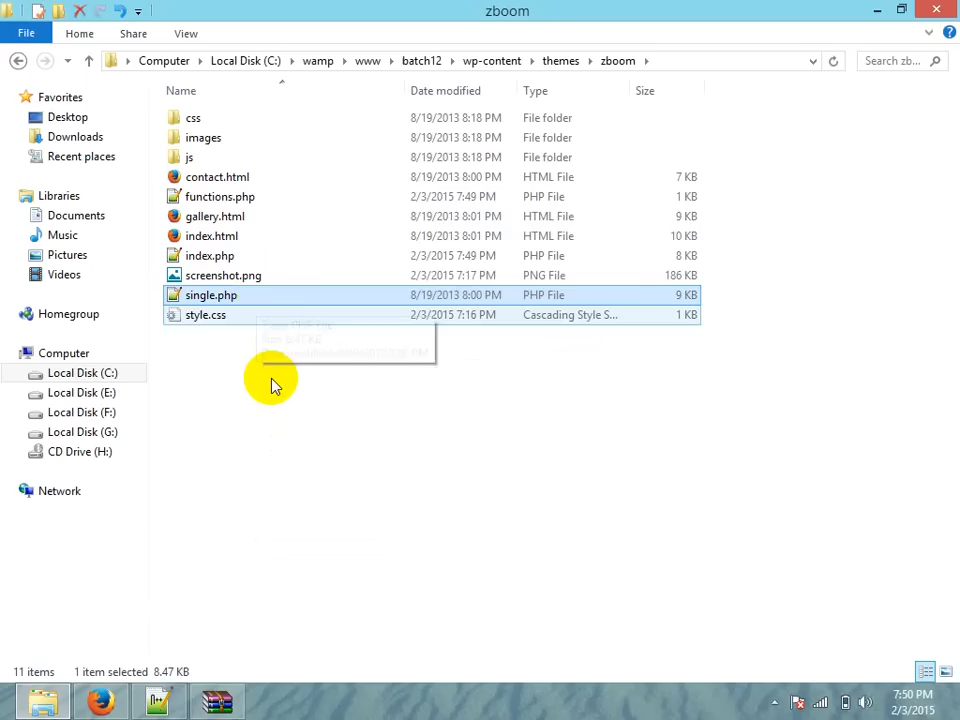 zboom
File Home Share View
Computer Local Disk (C:) wamp www batch12 wp-content themes zboom Search zb...
Name Date modified Type Size
Favorites
Desktop
Downloads
Recent places
Libraries
Documents
Music
Pictures
Videos
Homegroup
Computer
Local Disk (C:)
Local Disk (E:)
Local Disk (F:)
Local Disk (G:)
CD Drive (H:)
Network
css 8/19/2013 8:18 PM File folder
images 8/19/2013 8:18 PM File folder
js 8/19/2013 8:18 PM File folder
contact.html 8/19/2013 8:00 PM HTML File 7 KB
functions.php 2/3/2015 7:49 PM PHP File 1 KB
gallery.html 8/19/2013 8:01 PM HTML File 9 KB
index.html 8/19/2013 8:01 PM HTML File 10 KB
index.php 2/3/2015 7:49 PM PHP File 8 KB
screenshot.png 2/3/2015 7:17 PM PNG File 186 KB
single.php 8/19/2013 8:00 PM PHP File 9 KB
style.css 2/3/2015 7:16 PM Cascading Style S... 1 KB
11 items 1 item selected 8.47 KB
7:50 PM
2/3/2015